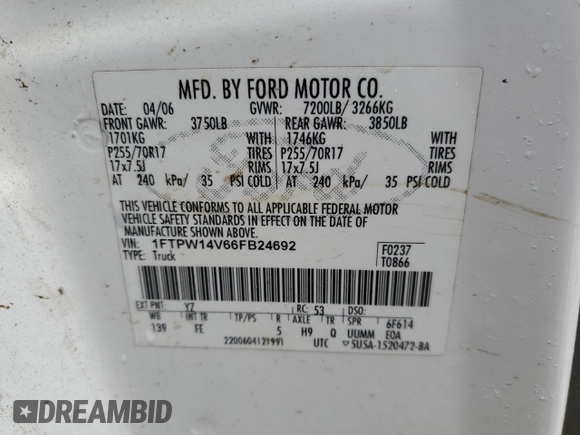 MFD. BY FORD MOTOR CO.
DATE: 04/06 GVWR: 7200LB/ 3266KG
FRONT GAWR: 3750LB REAR GAWR: 3850LB
1701KG WITH 1746KG WITH
P255/70R17 TIRES P255/70R17 TIRES
17x7.5J RIMS 17x7.5J RIMS
AT 240 kPa/ 35 PSI COLD AT 240 kPa/ 35 PSI COLD
THIS VEHICLE CONFORMS TO ALL APPLICABLE FEDERAL MOTOR
VEHICLE SAFETY STANDARDS IN EFFECT ON THE DATE OF
MANUFACTURE SHOWN ABOVE.
VIN: 1FTPW14V66FB24692 F0237
TYPE: Truck T0866
EXT PNT: YZ RC: 53 DSO:
WB INT TR TP/PS R AXLE TR SPR 6F614
139 FE 5 H9 Q UUMM EOA
2200604121991 UTC 5U5A-1520472-BA
DREAMBID